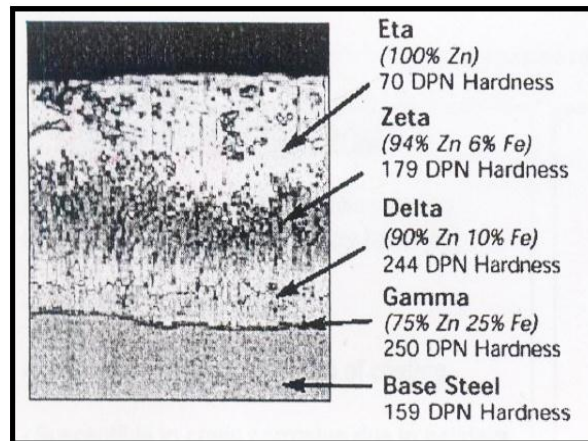 Eta
(100% Zn)
70 DPN Hardness
Zeta
(94% Zn 6% Fe)
179 DPN Hardness
Delta
(90% Zn 10% Fe)
244 DPN Hardness
Gamma
(75% Zn 25% Fe)
250 DPN Hardness
Base Steel
159 DPN Hardness